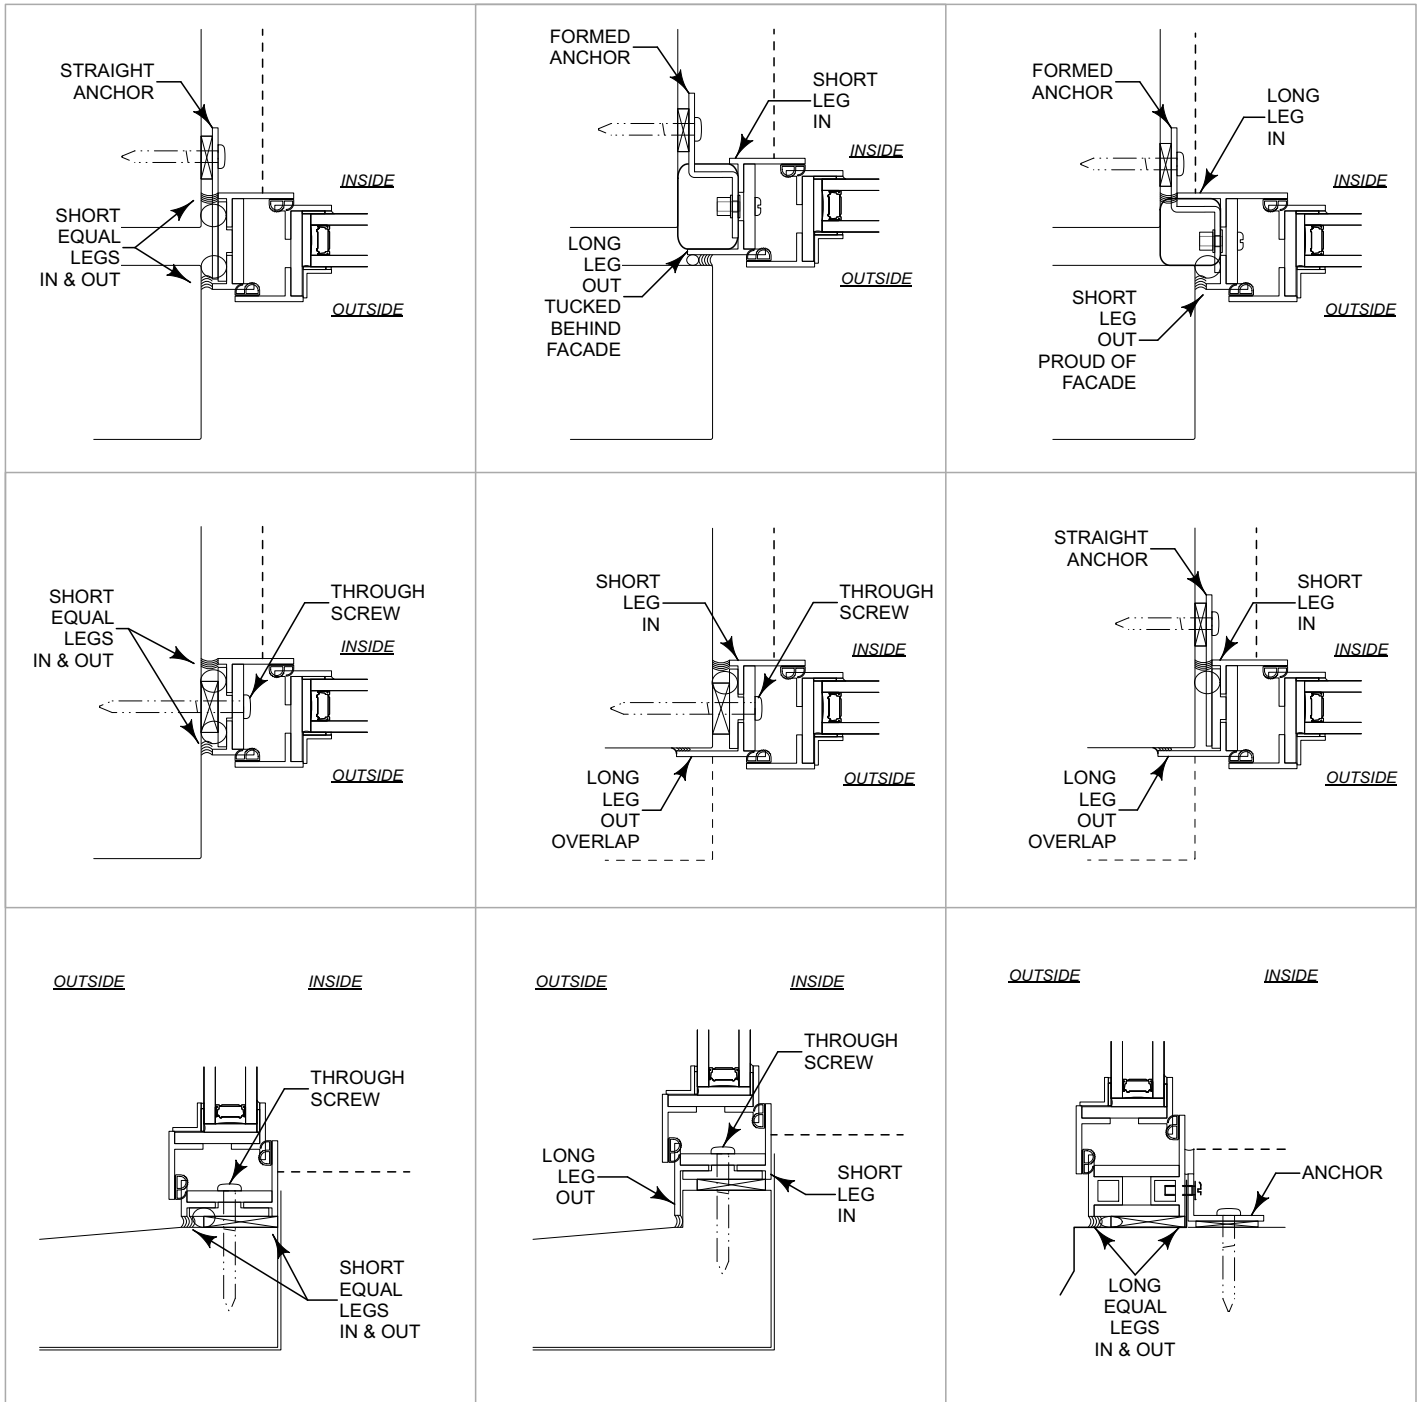 STRAIGHT
ANCHOR
INSIDE
SHORT
EQUAL
LEGS
IN & OUT
OUTSIDE
FORMED
ANCHOR
SHORT
LEG
IN
INSIDE
LONG
LEG
OUT
TUCKED
BEHIND
FACADE
OUTSIDE
FORMED
ANCHOR
LONG
LEG
IN
INSIDE
SHORT
LEG
OUT
PROUD OF
FACADE
OUTSIDE
SHORT
EQUAL
LEGS
IN & OUT
THROUGH
SCREW
INSIDE
OUTSIDE
SHORT
LEG
IN
THROUGH
SCREW
INSIDE
LONG
LEG
OUT
OVERLAP
OUTSIDE
STRAIGHT
ANCHOR
SHORT
LEG
IN
INSIDE
LONG
LEG
OUT
OVERLAP
OUTSIDE
OUTSIDE
INSIDE
THROUGH
SCREW
SHORT
EQUAL
LEGS
IN & OUT
OUTSIDE
INSIDE
THROUGH
SCREW
LONG
LEG
OUT
SHORT
LEG
IN
OUTSIDE
INSIDE
ANCHOR
LONG
EQUAL
LEGS
IN & OUT